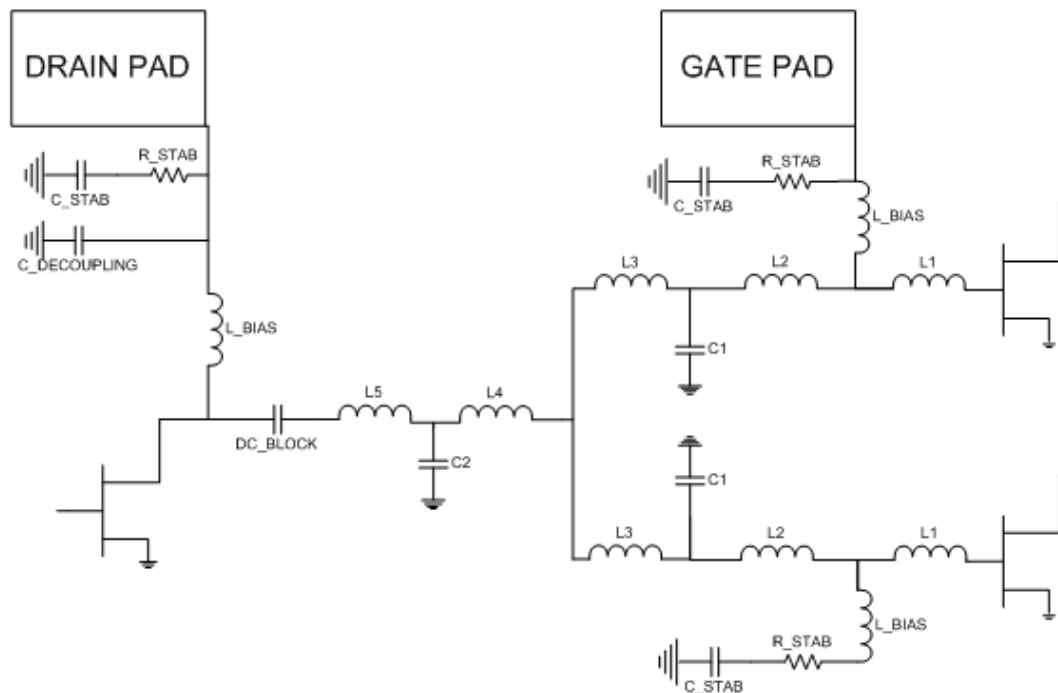 DRAIN PAD
GATE PAD
R_STAB
C_STAB
C_DECOUPLING
L_BIAS
R_STAB
C_STAB
L_BIAS
L3
L2
L1
C1
L5
L4
DC_BLOCK
C2
C1
L3
L2
L1
L_BIAS
R_STAB
C_STAB